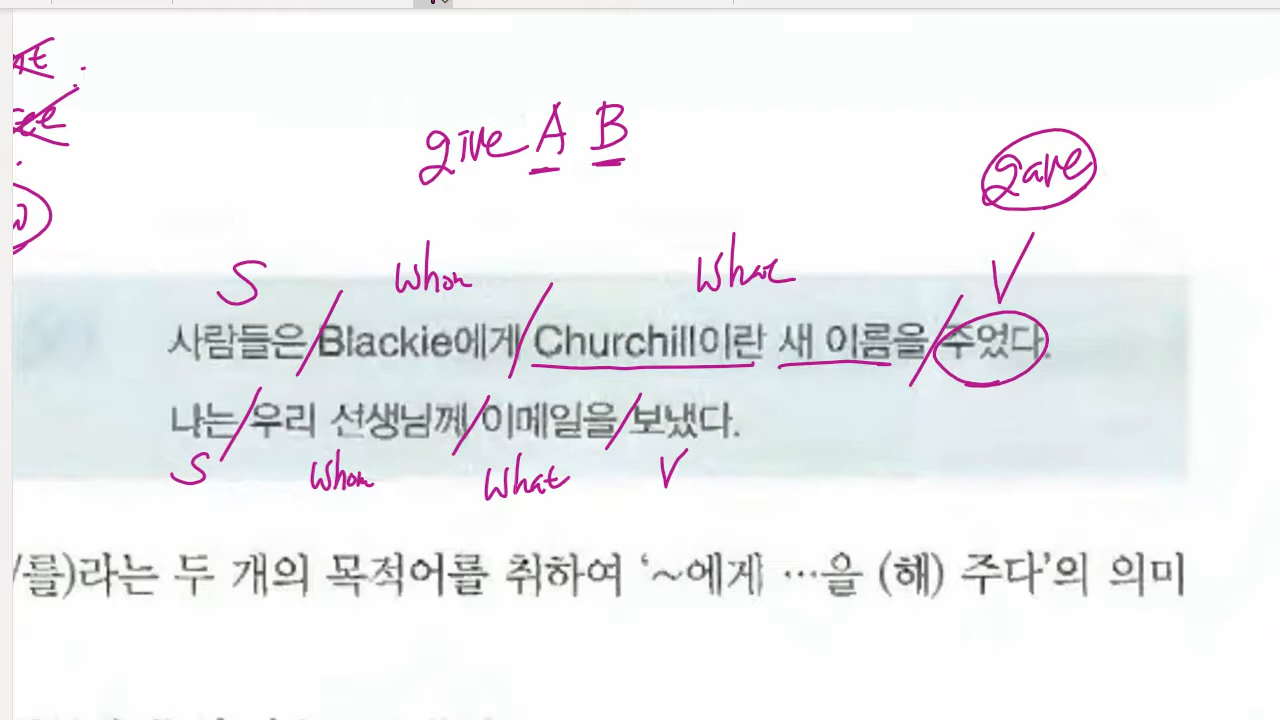 give A B
gave
S whom what V
사람들은 Blackie에게 Churchill이란 새 이름을 주었다.
나는 우리 선생님께 이메일을 보냈다.
S whom what V
/를)라는 두 개의 목적어를 취하여 ‘~에게 …을 (해) 주다’의 의미